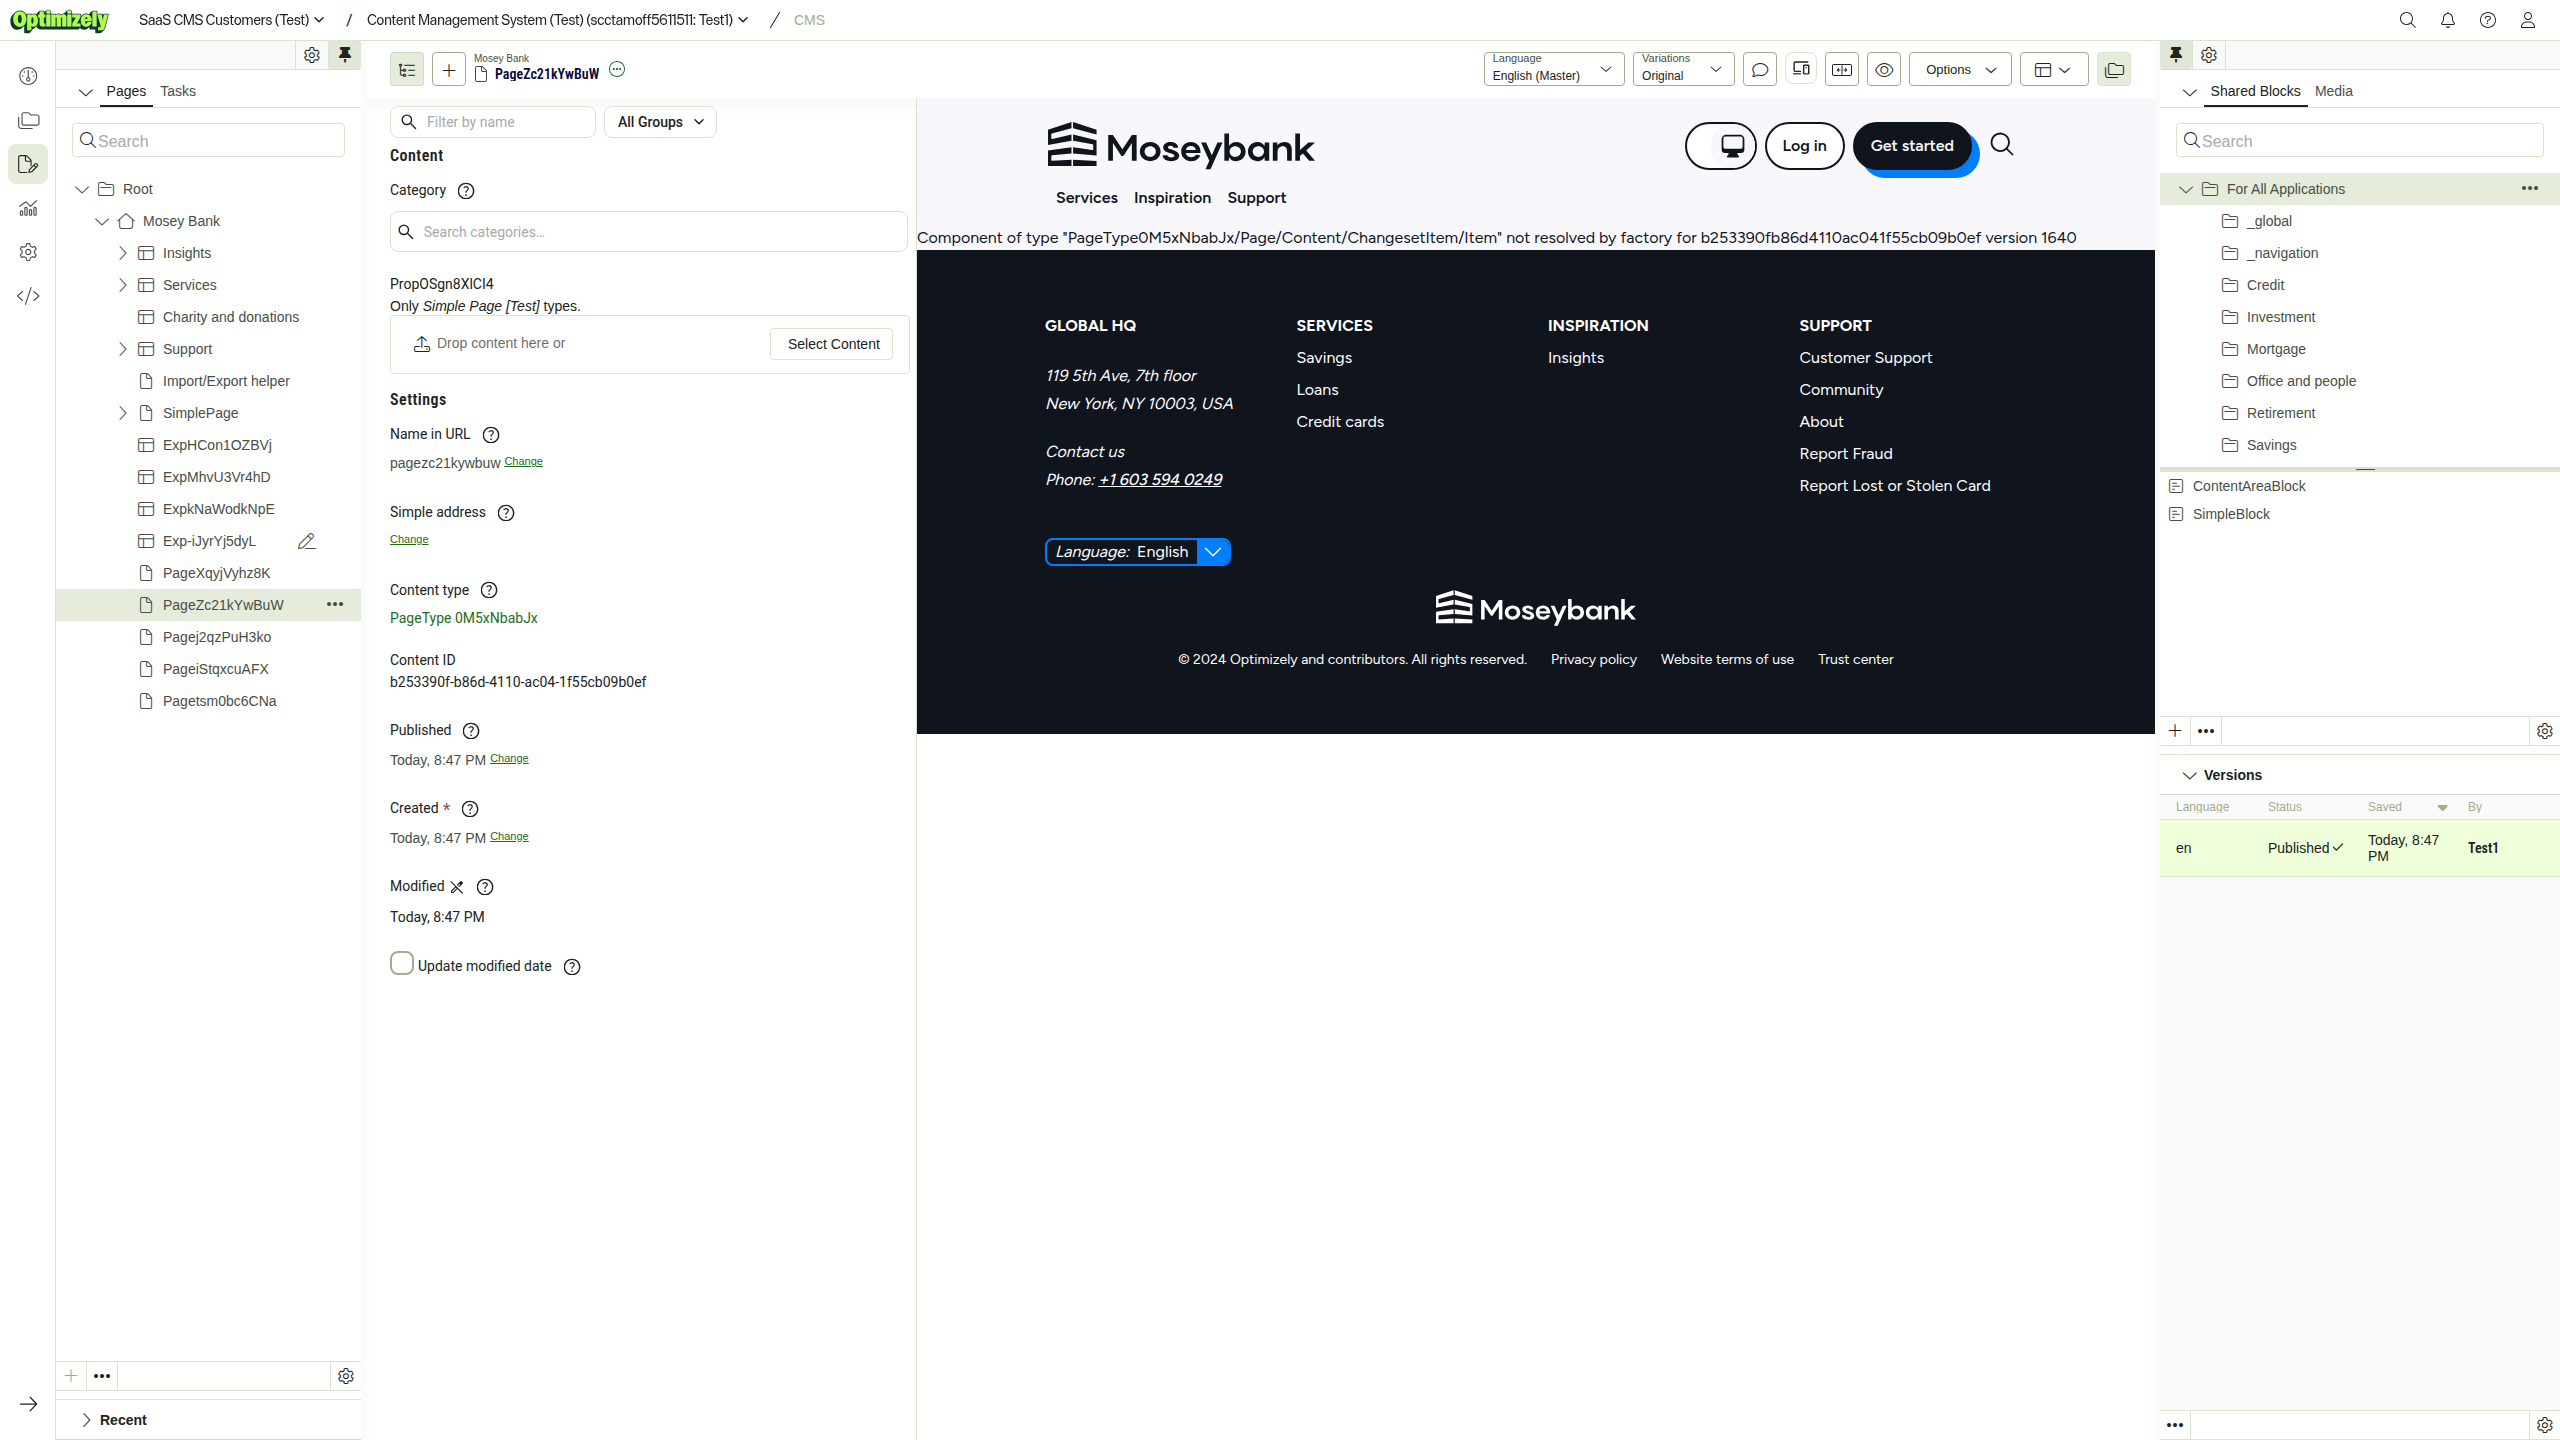 Optimizely
SaaS CMS Customers (Test)
/
Content Management System (Test) (scctamoff5611511: Test1)
/
CMS
Pages
Tasks
Search
Root
Mosey Bank
Insights
Services
Charity and donations
Support
Import/Export helper
SimplePage
ExpHCon1OZBVj
ExpMhvU3Vr4hD
ExpkNaWodkNpE
Exp-iJyrYj5dyL
PageXqyjVyhz8K
PageZc21kYwBuW
Pagej2qzPuH3ko
PageiStqxcuAFX
Pagetsm0bc6CNa
Recent
Mosey Bank
PageZc21kYwBuW
Language
English (Master)
Variations
Original
Options
Filter by name
All Groups
Content
Category
Search categories...
PropOSgn8XlCI4
Only Simple Page [Test] types.
Drop content here or
Select Content
Settings
Name in URL
pagezc21kywbuw Change
Simple address
Change
Content type
PageType 0M5xNbabJx
Content ID
b253390f-b86d-4110-ac04-1f55cb09b0ef
Published
Today, 8:47 PM Change
Created *
Today, 8:47 PM Change
Modified
Today, 8:47 PM
Update modified date
Moseybank
Log in
Get started
Services
Inspiration
Support
Component of type "PageType0M5xNbabJx/Page/Content/ChangesetItem/Item" not resolved by factory for b253390fb86d4110ac041f55cb09b0ef version 1640
GLOBAL HQ
119 5th Ave, 7th floor
New York, NY 10003, USA
Contact us
Phone: +1 603 594 0249
SERVICES
Savings
Loans
Credit cards
INSPIRATION
Insights
SUPPORT
Customer Support
Community
About
Report Fraud
Report Lost or Stolen Card
Language: English
Moseybank
© 2024 Optimizely and contributors. All rights reserved.
Privacy policy
Website terms of use
Trust center
Shared Blocks
Media
Search
For All Applications
_global
_navigation
Credit
Investment
Mortgage
Office and people
Retirement
Savings
ContentAreaBlock
SimpleBlock
Versions
Language
Status
Saved
By
en
Published
Today, 8:47
PM
Test1